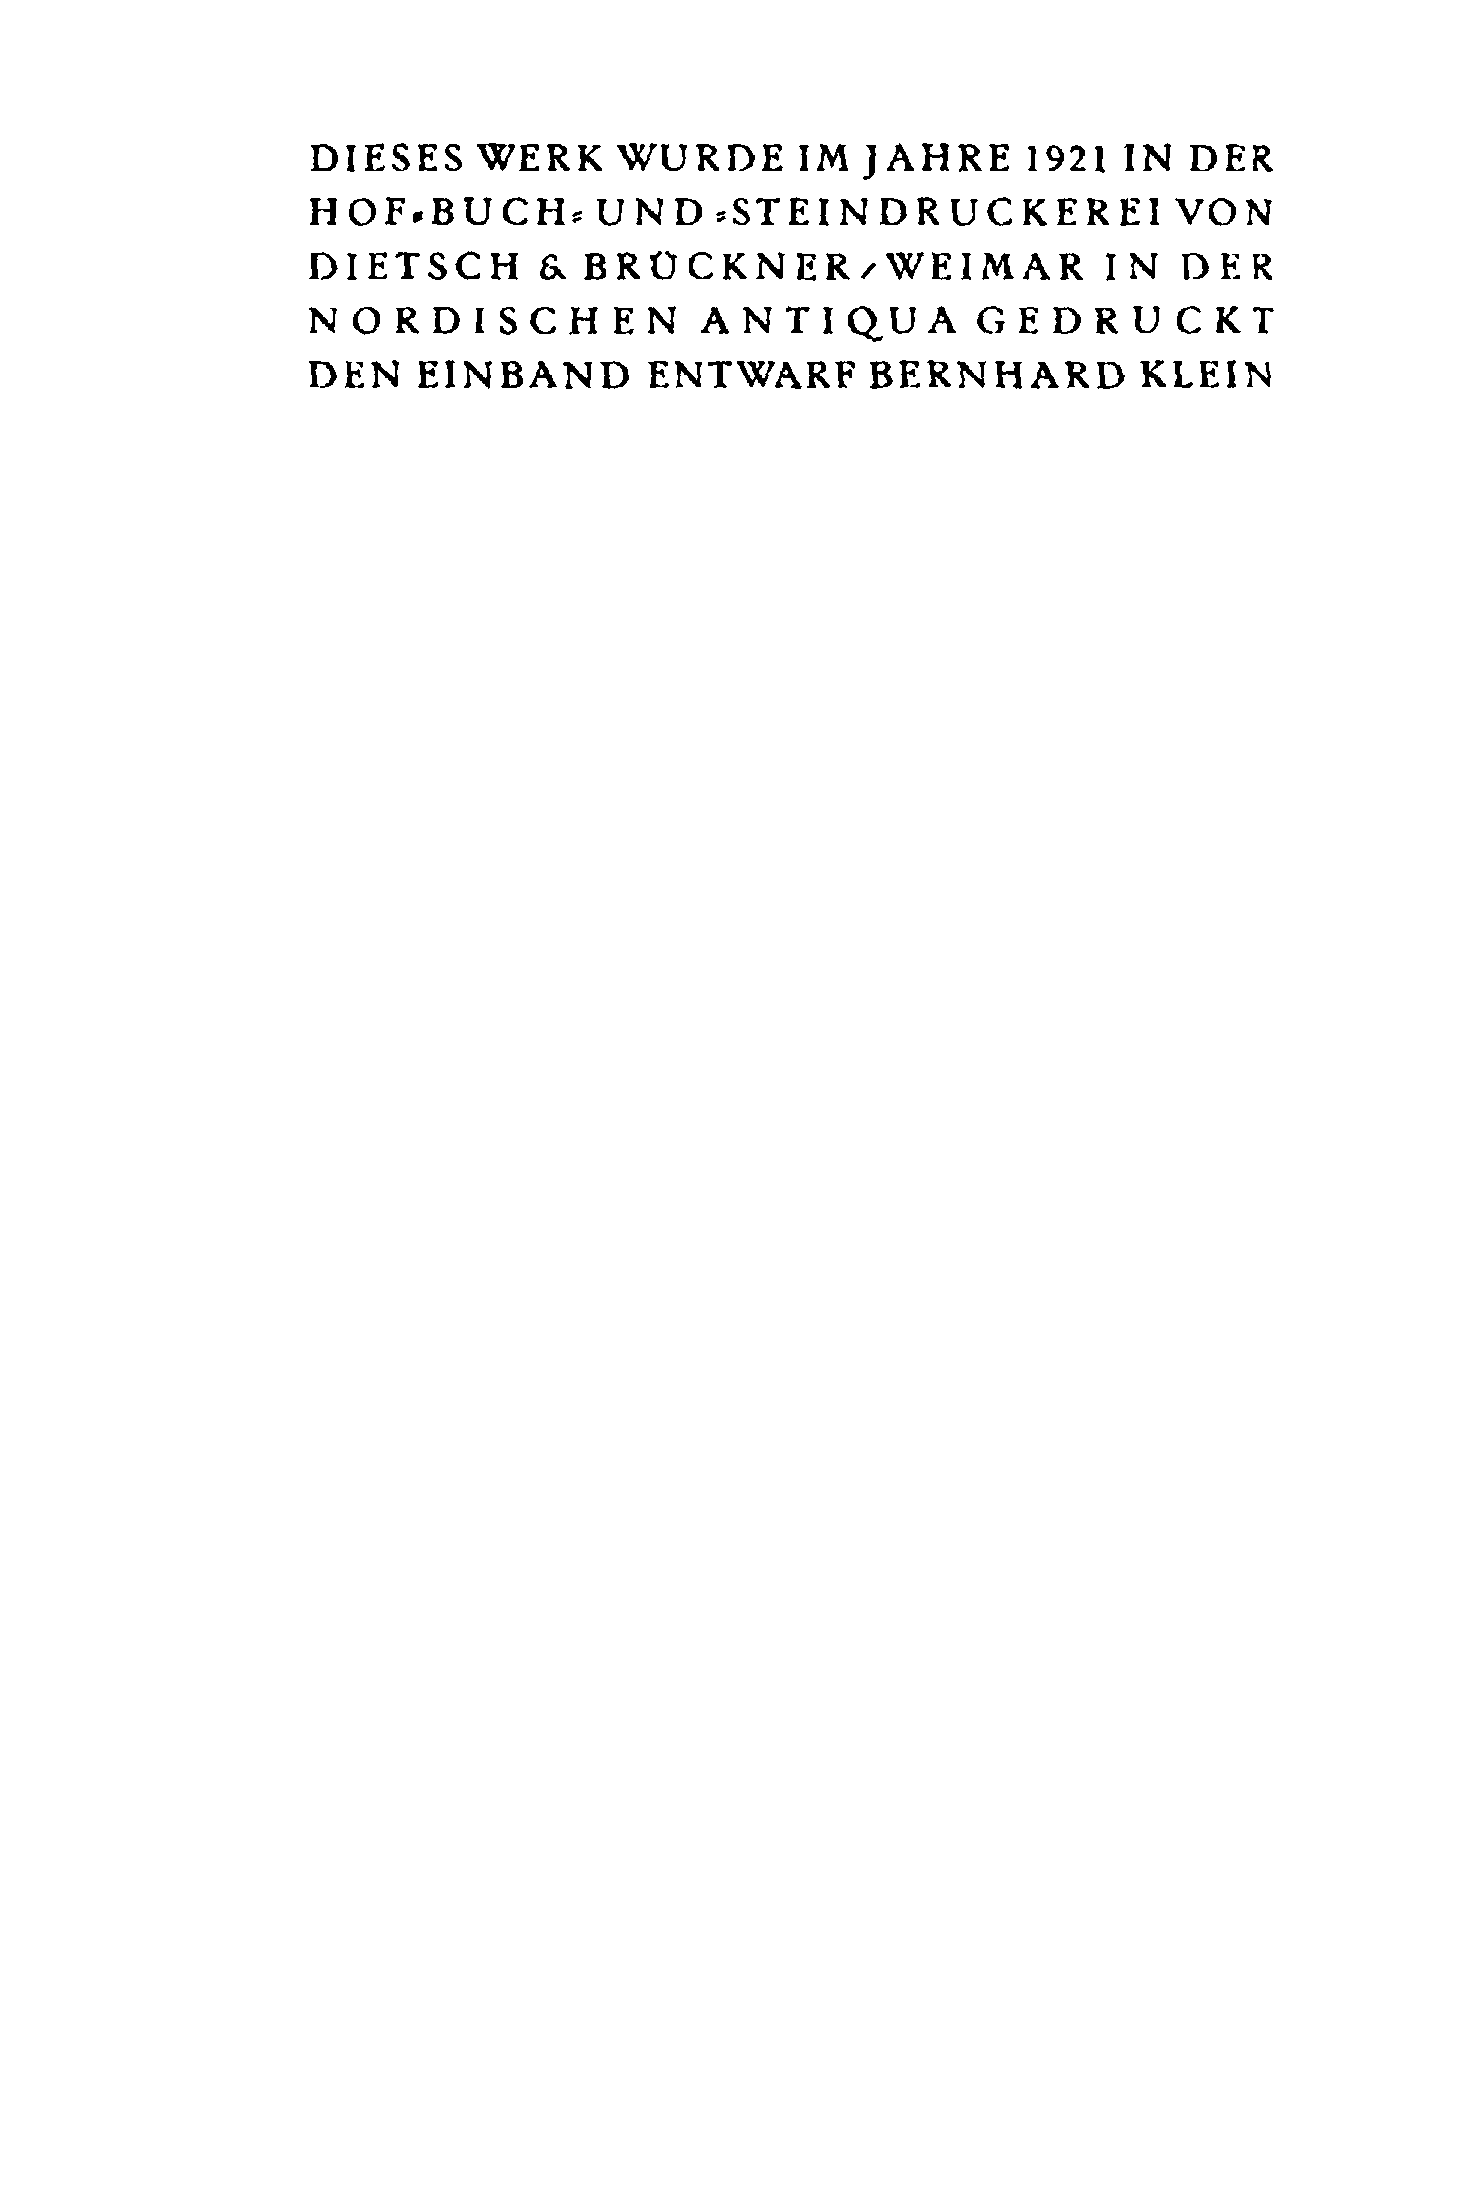 DIESES WERK WURDE IM JAHRE 1921 IN DER
HOF-BUCH- UND -STEINDRUCKEREI VON
DIETSCH & BRÜCKNER/WEIMAR IN DER
NORDISCHEN ANTIQUA GEDRUCKT
DEN EINBAND ENTWARF BERNHARD KLEIN